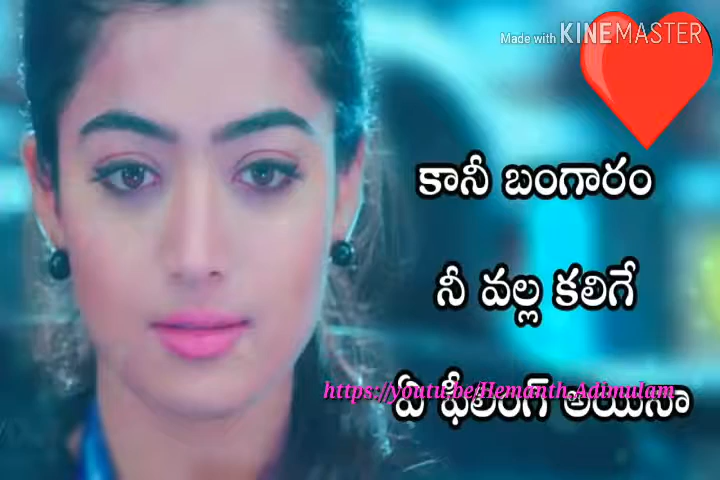 Made with KINEMASTER
కానీ బంగారం
నీ వల్ల కలిగే
https://youtu.be/Hemanth.Adimulam
ఏ ఫీలింగ్ అయినా